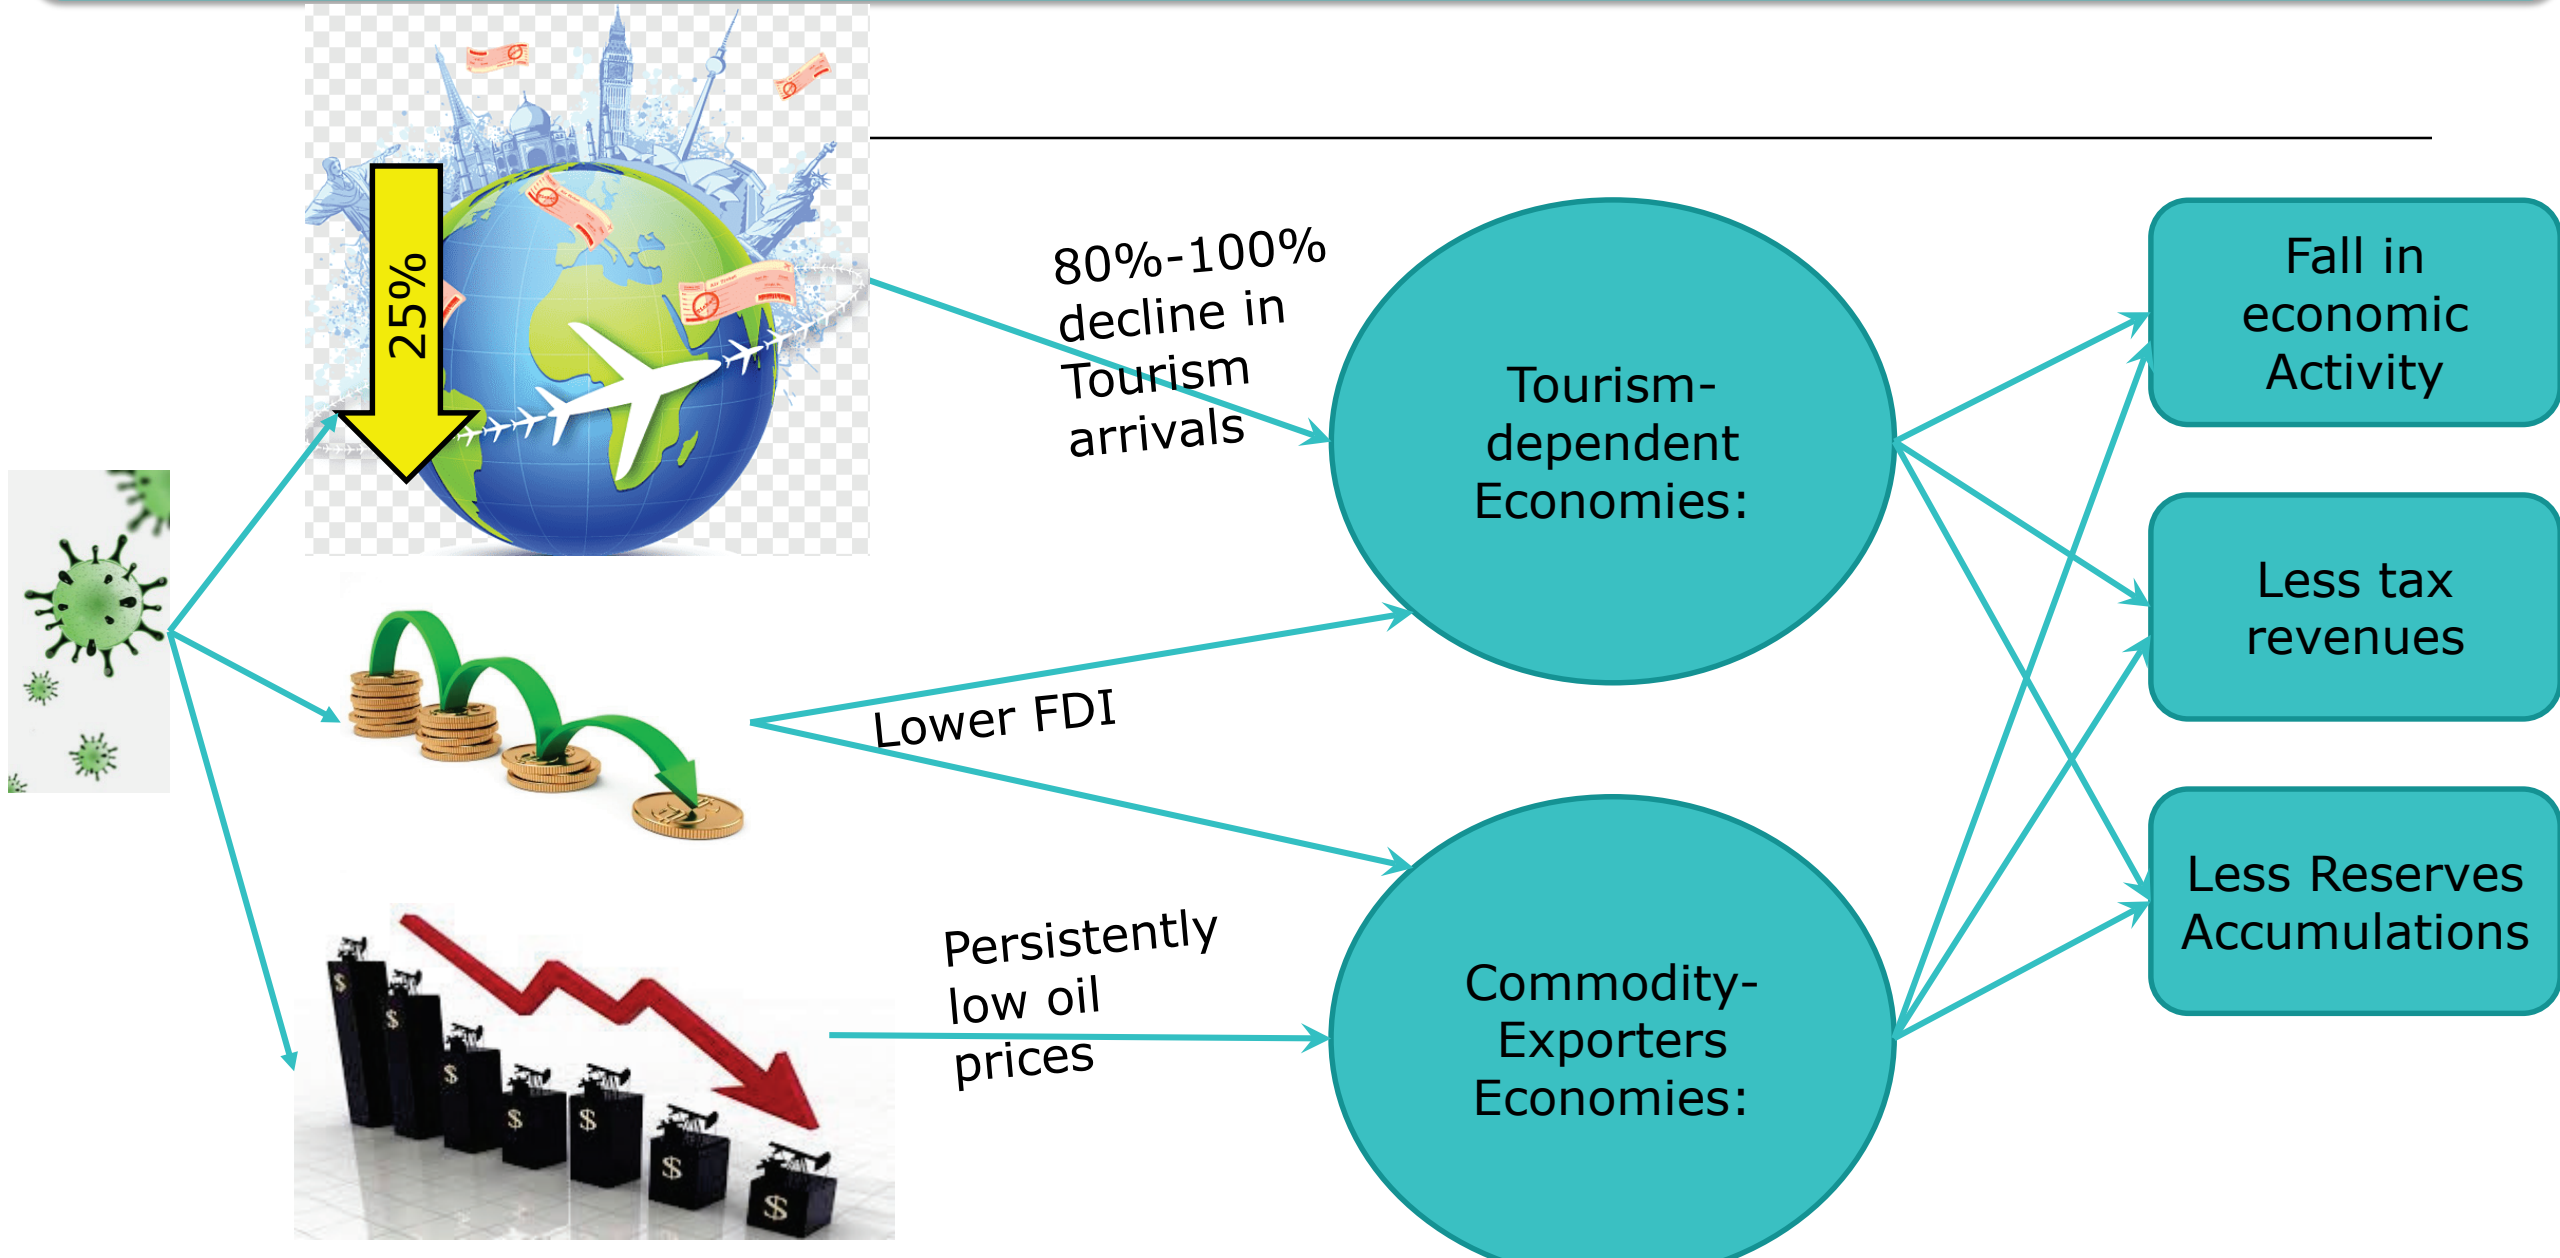 25%
80%-100%
decline in
Tourism
arrivals
Tourism-
dependent
Economies:
Fall in
economic
Activity
Less tax
revenues
Lower FDI
Less Reserves
Accumulations
Persistently
low oil
prices
Commodity-
Exporters
Economies:
$
$
$
$
$
$
$